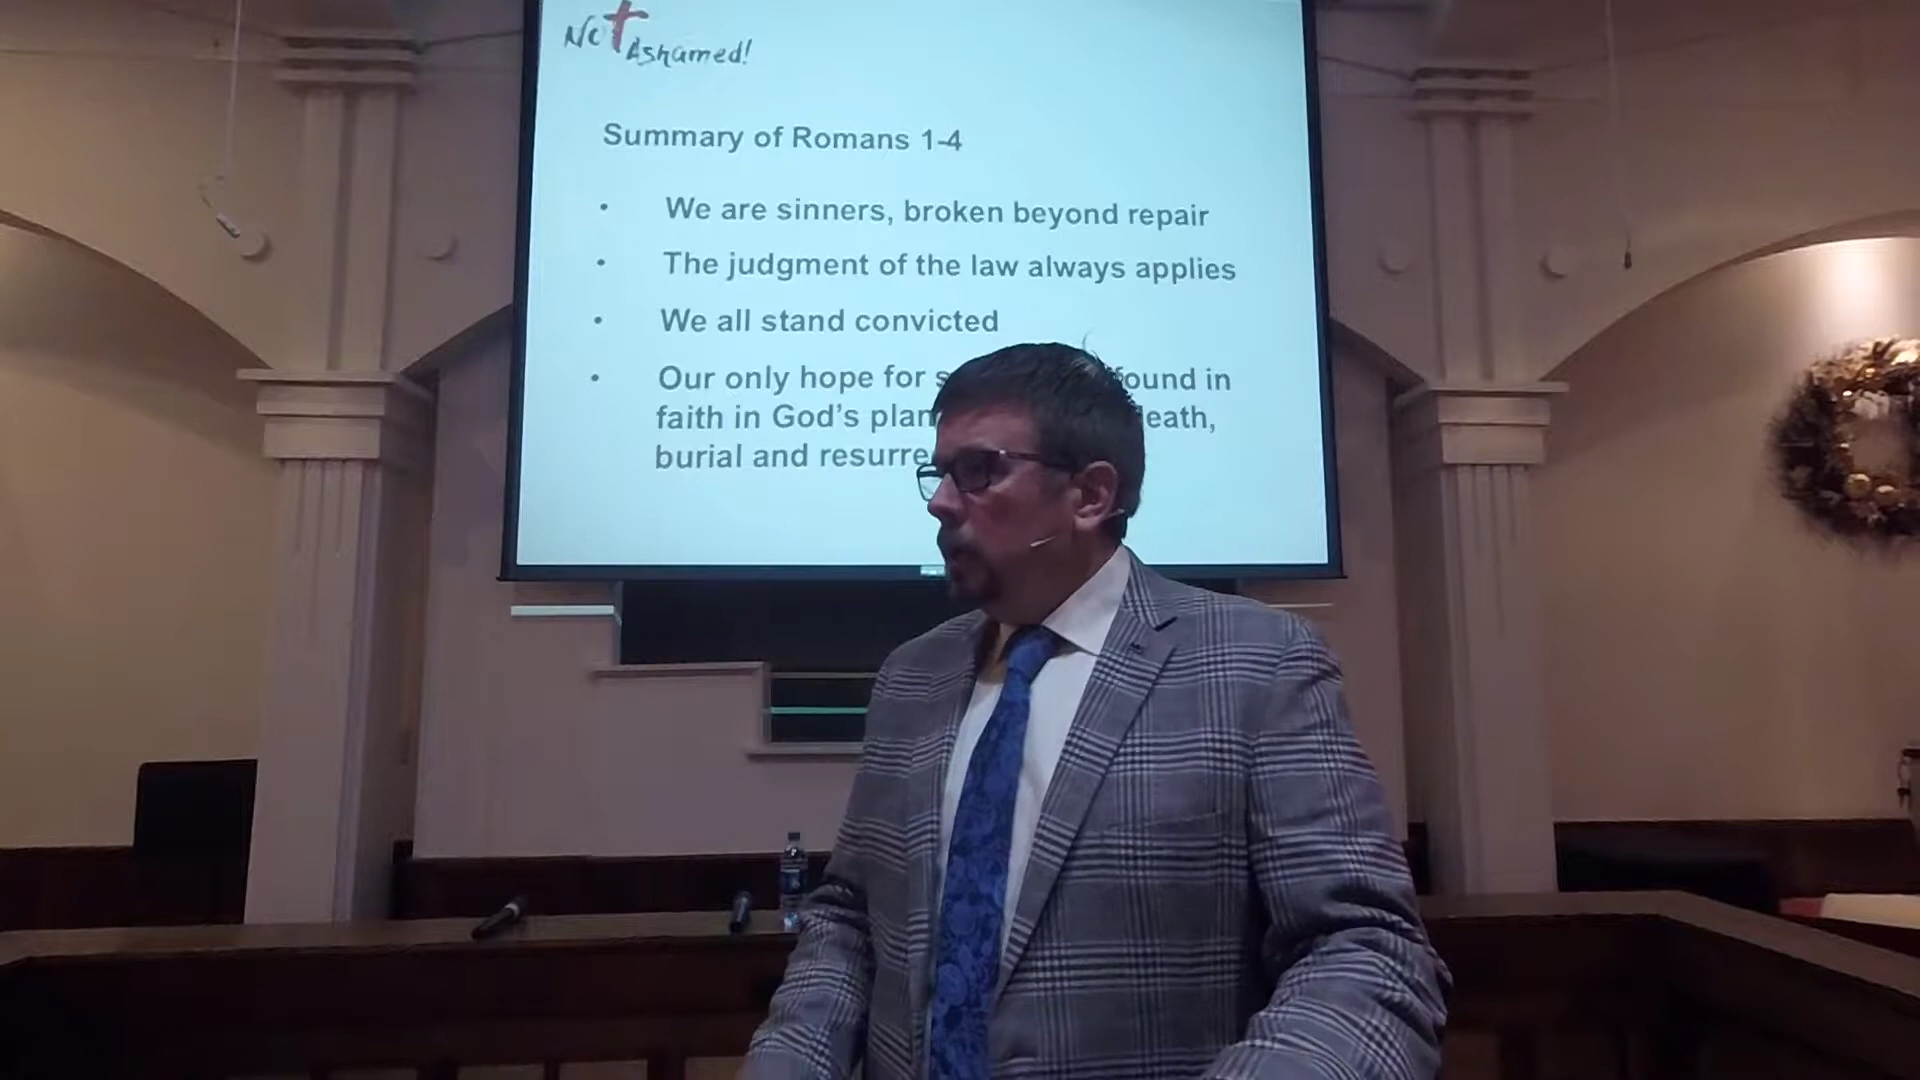 Not
Ashamed!
Summary of Romans 1-4
• We are sinners, broken beyond repair
• The judgment of the law always applies
• We all stand convicted
• Our only hope for found in
faith in God's plan
burial and